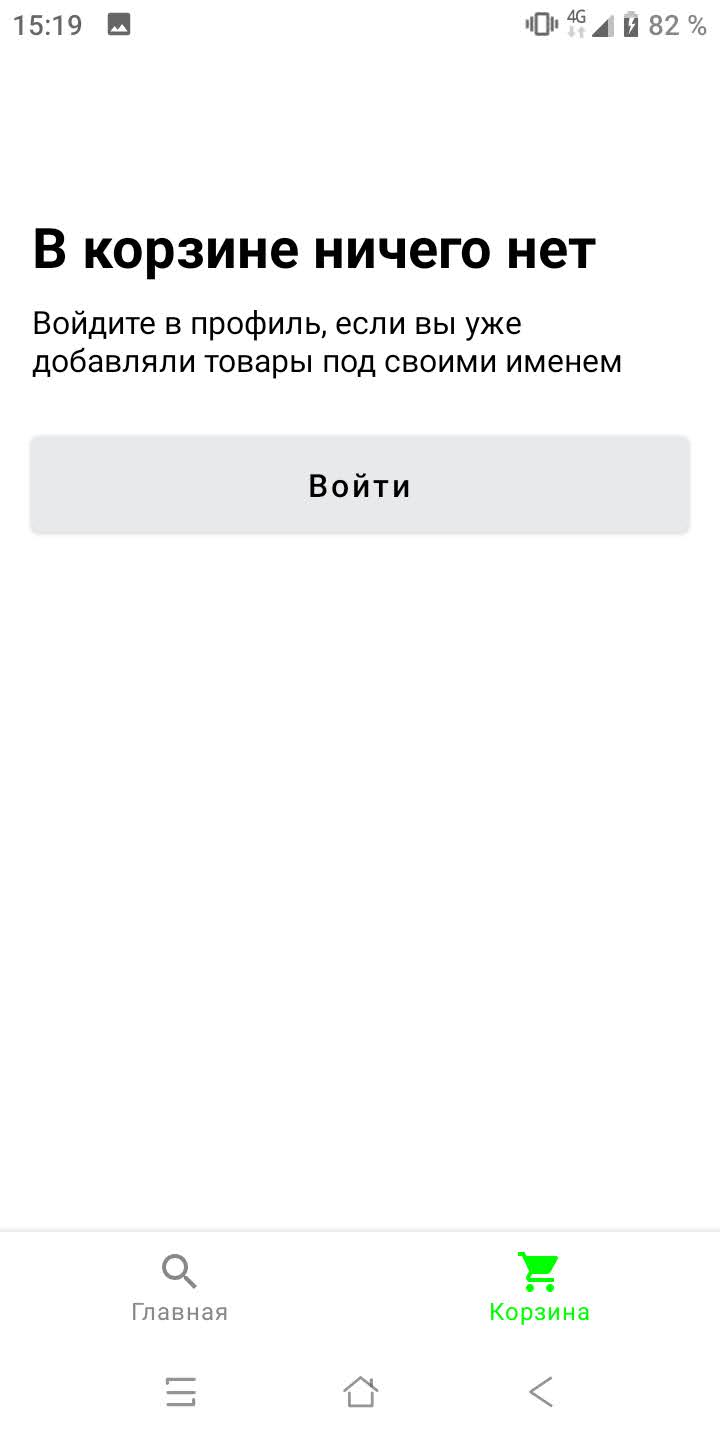 15:19 4G 82 %
В корзине ничего нет
Войдите в профиль, если вы уже
добавляли товары под своими именем
Войти
Главная Корзина